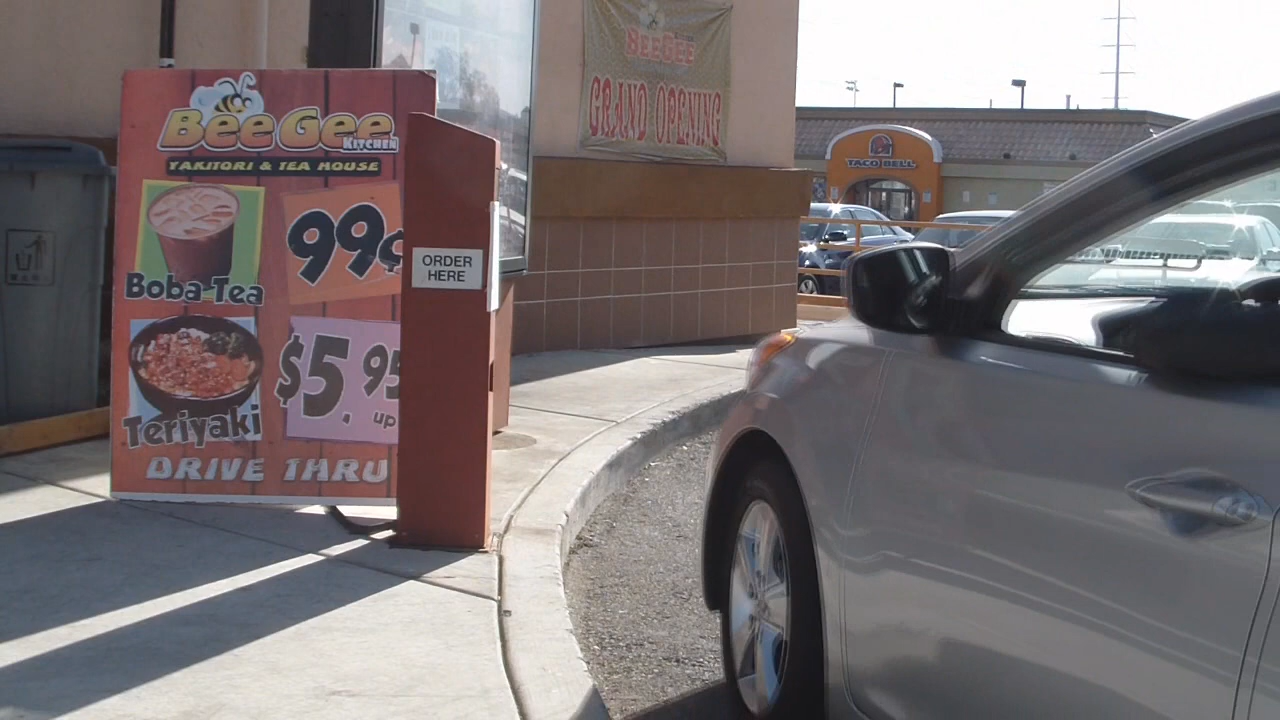 BeeGee
KITCHEN
YAKITORI & TEA HOUSE
99¢
Boba Tea
$5.95
up
Teriyaki
DRIVE THRU
ORDER
HERE
KITCHEN
BEEGEE
GRAND OPENING
TACO BELL